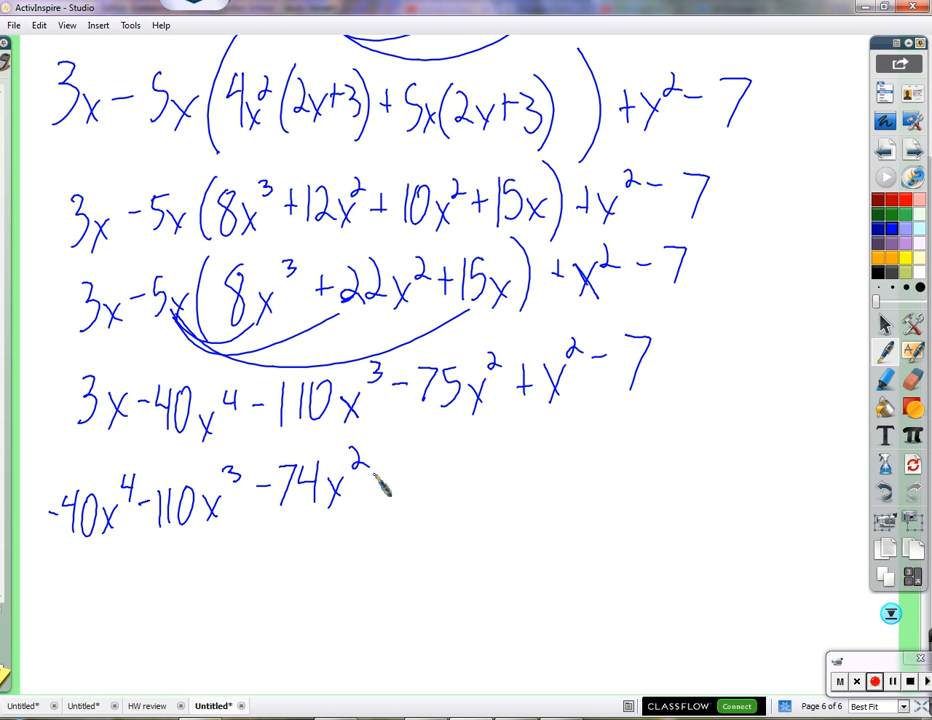 ActivInspire - Studio
File Edit View Insert Tools Help
3x - 5x (4x²(2x+3) + 5x(2x+3)) + x² - 7
3x - 5x (8x³ + 12x² + 10x² + 15x) + x² - 7
3x - 5x (8x³ + 22x² + 15x) + x² - 7
3x - 40x⁴ - 110x³ - 75x² + x² - 7
-40x⁴ - 110x³ - 74x²
M
Untitled* Untitled* HW review Untitled* CLASSFLOW Connect Page 6 of 6 Best Fit